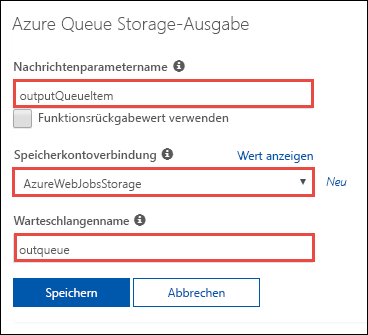 Azure Queue Storage-Ausgabe
Nachrichtenparametername
outputQueueItem
Funktionsrückgabewert verwenden
Speicherkontoverbindung Wert anzeigen
AzureWebJobsStorage Neu
Warteschlangenname
outqueue
Speichern Abbrechen